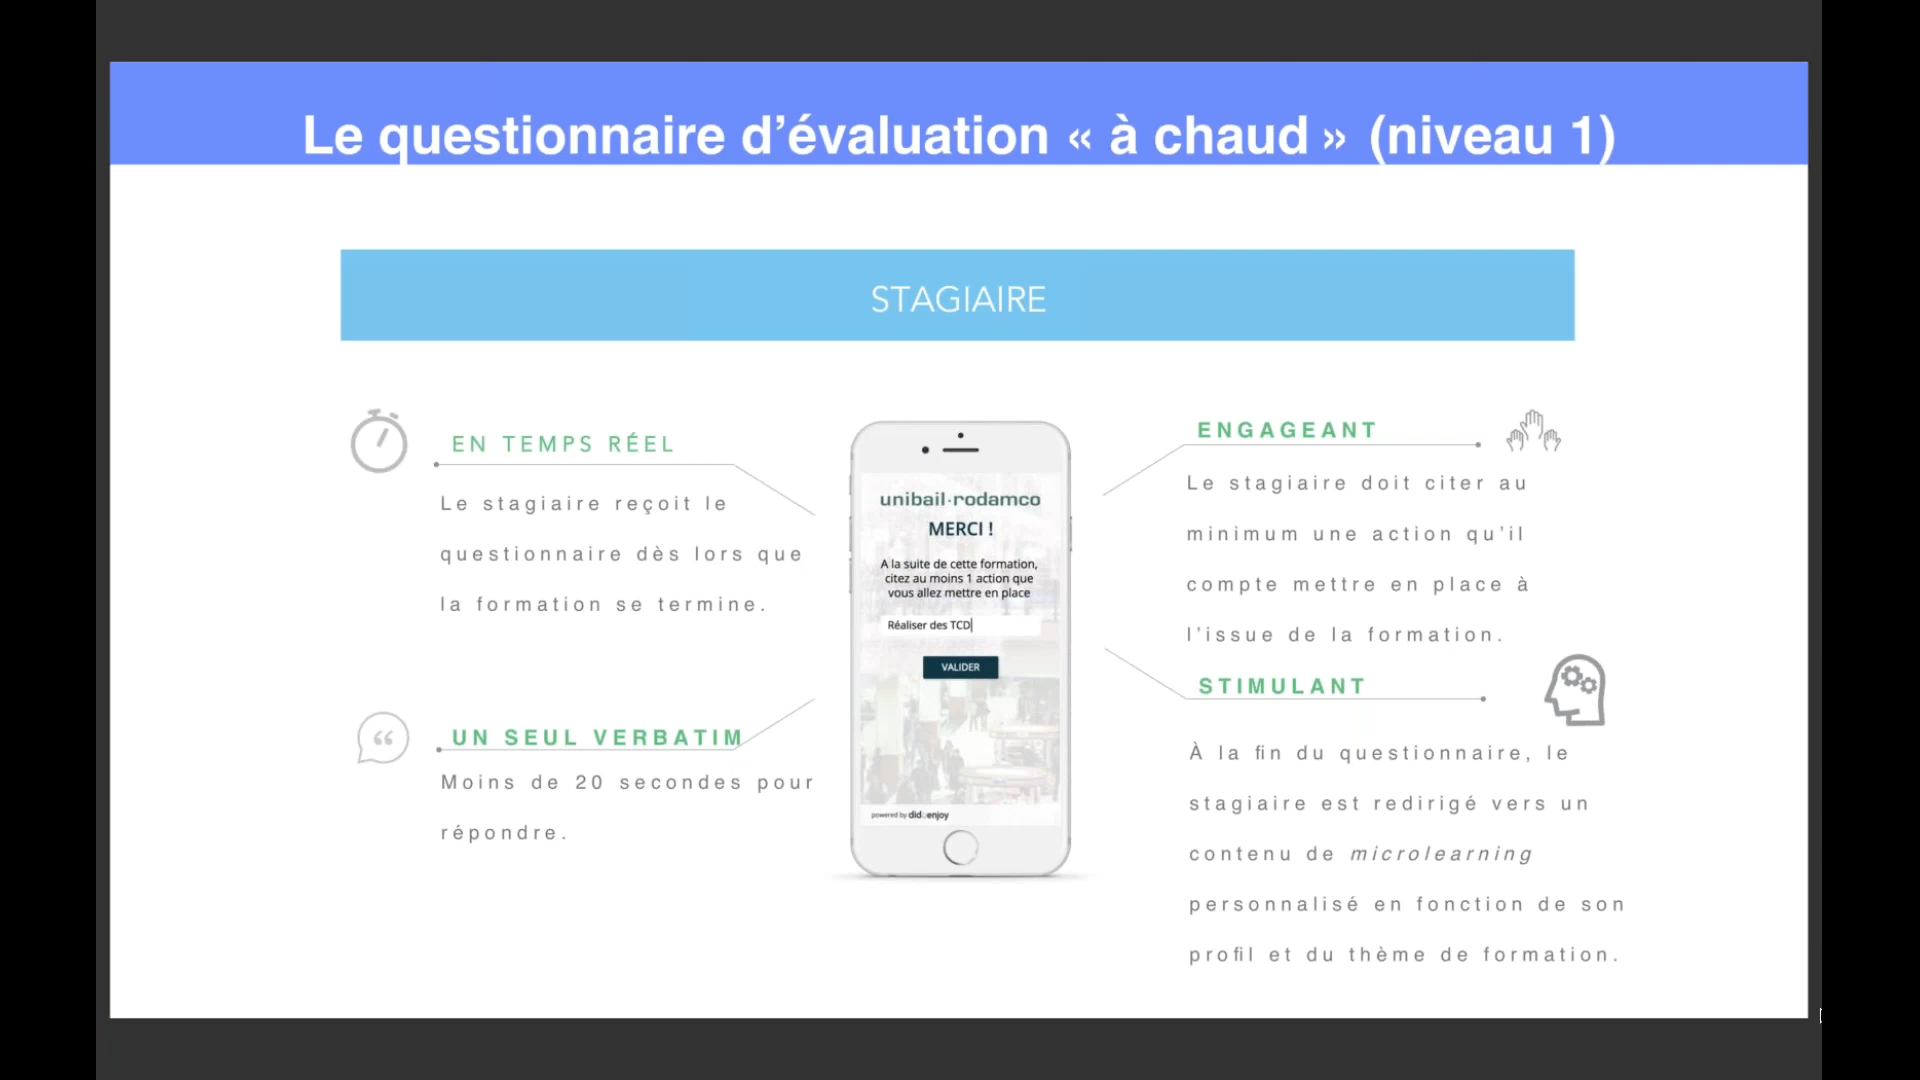 Le questionnaire d’évaluation « à chaud » (niveau 1)
STAGIAIRE
EN TEMPS RÉEL
Le stagiaire reçoit le
questionnaire dès lors que
la formation se termine.
UN SEUL VERBATIM
Moins de 20 secondes pour
répondre.
unibail·rodamco
MERCI !
A la suite de cette formation,
citez au moins 1 action que
vous allez mettre en place
Réaliser des TCD
VALIDER
powered by did.enjoy
ENGAGEANT
Le stagiaire doit citer au
minimum une action qu’il
compte mettre en place à
l’issue de la formation.
STIMULANT
À la fin du questionnaire, le
stagiaire est redirigé vers un
contenu de microlearning
personnalisé en fonction de son
profil et du thème de formation.